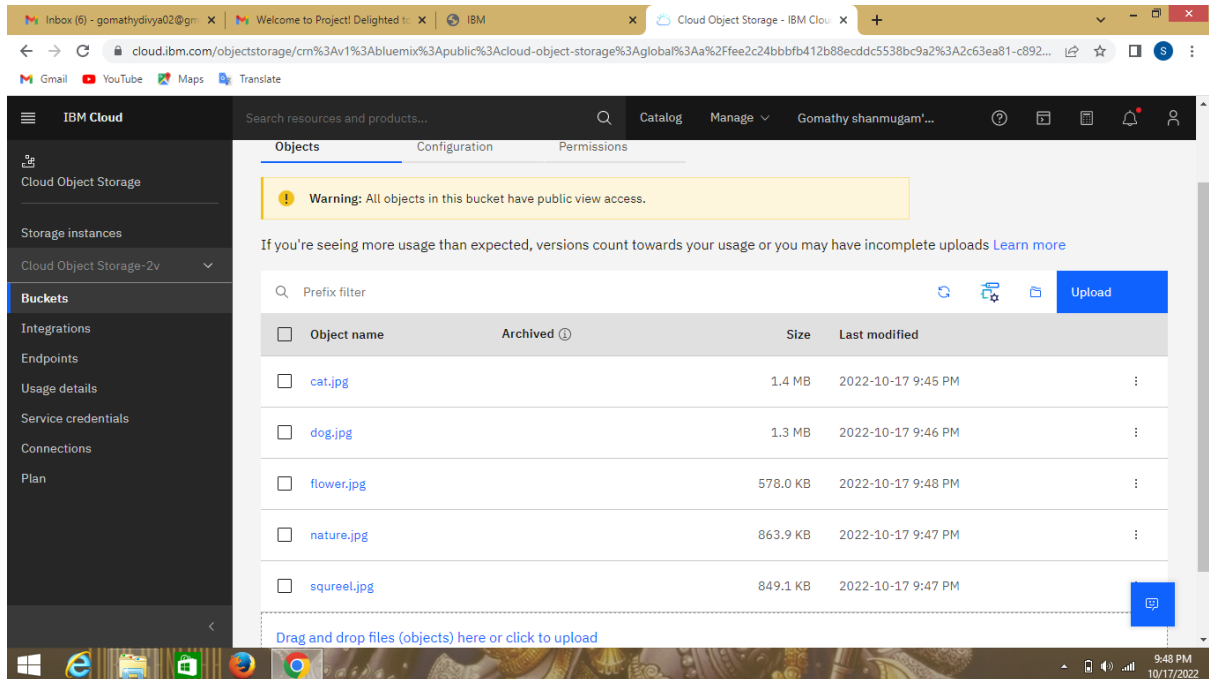 Inbox (6) - gomathydivya02@gm
Welcome to Project! Delighted to
IBM
Cloud Object Storage - IBM Clou
cloud.ibm.com/objectstorage/crn%3Av1%3Abluemix%3Apublic%3Acloud-object-storage%3Aglobal%3Aa%2Ffee2c24bbbfb412b88ecddc5538bc9a2%3A2c63ea81-c892...
S
Gmail YouTube Maps Translate
IBM Cloud
Search resources and products...
Catalog Manage Gomathy shanmugam'...
Cloud Object Storage
Storage instances
Cloud Object Storage-2v
Buckets
Integrations
Endpoints
Usage details
Service credentials
Connections
Plan
Objects Configuration Permissions
Warning: All objects in this bucket have public view access.
If you're seeing more usage than expected, versions count towards your usage or you may have incomplete uploads Learn more
Prefix filter
Upload
Object name Archived Size Last modified
cat.jpg 1.4 MB 2022-10-17 9:45 PM
dog.jpg 1.3 MB 2022-10-17 9:46 PM
flower.jpg 578.0 KB 2022-10-17 9:48 PM
nature.jpg 863.9 KB 2022-10-17 9:47 PM
squreel.jpg 849.1 KB 2022-10-17 9:47 PM
Drag and drop files (objects) here or click to upload
9:48 PM
10/17/2022